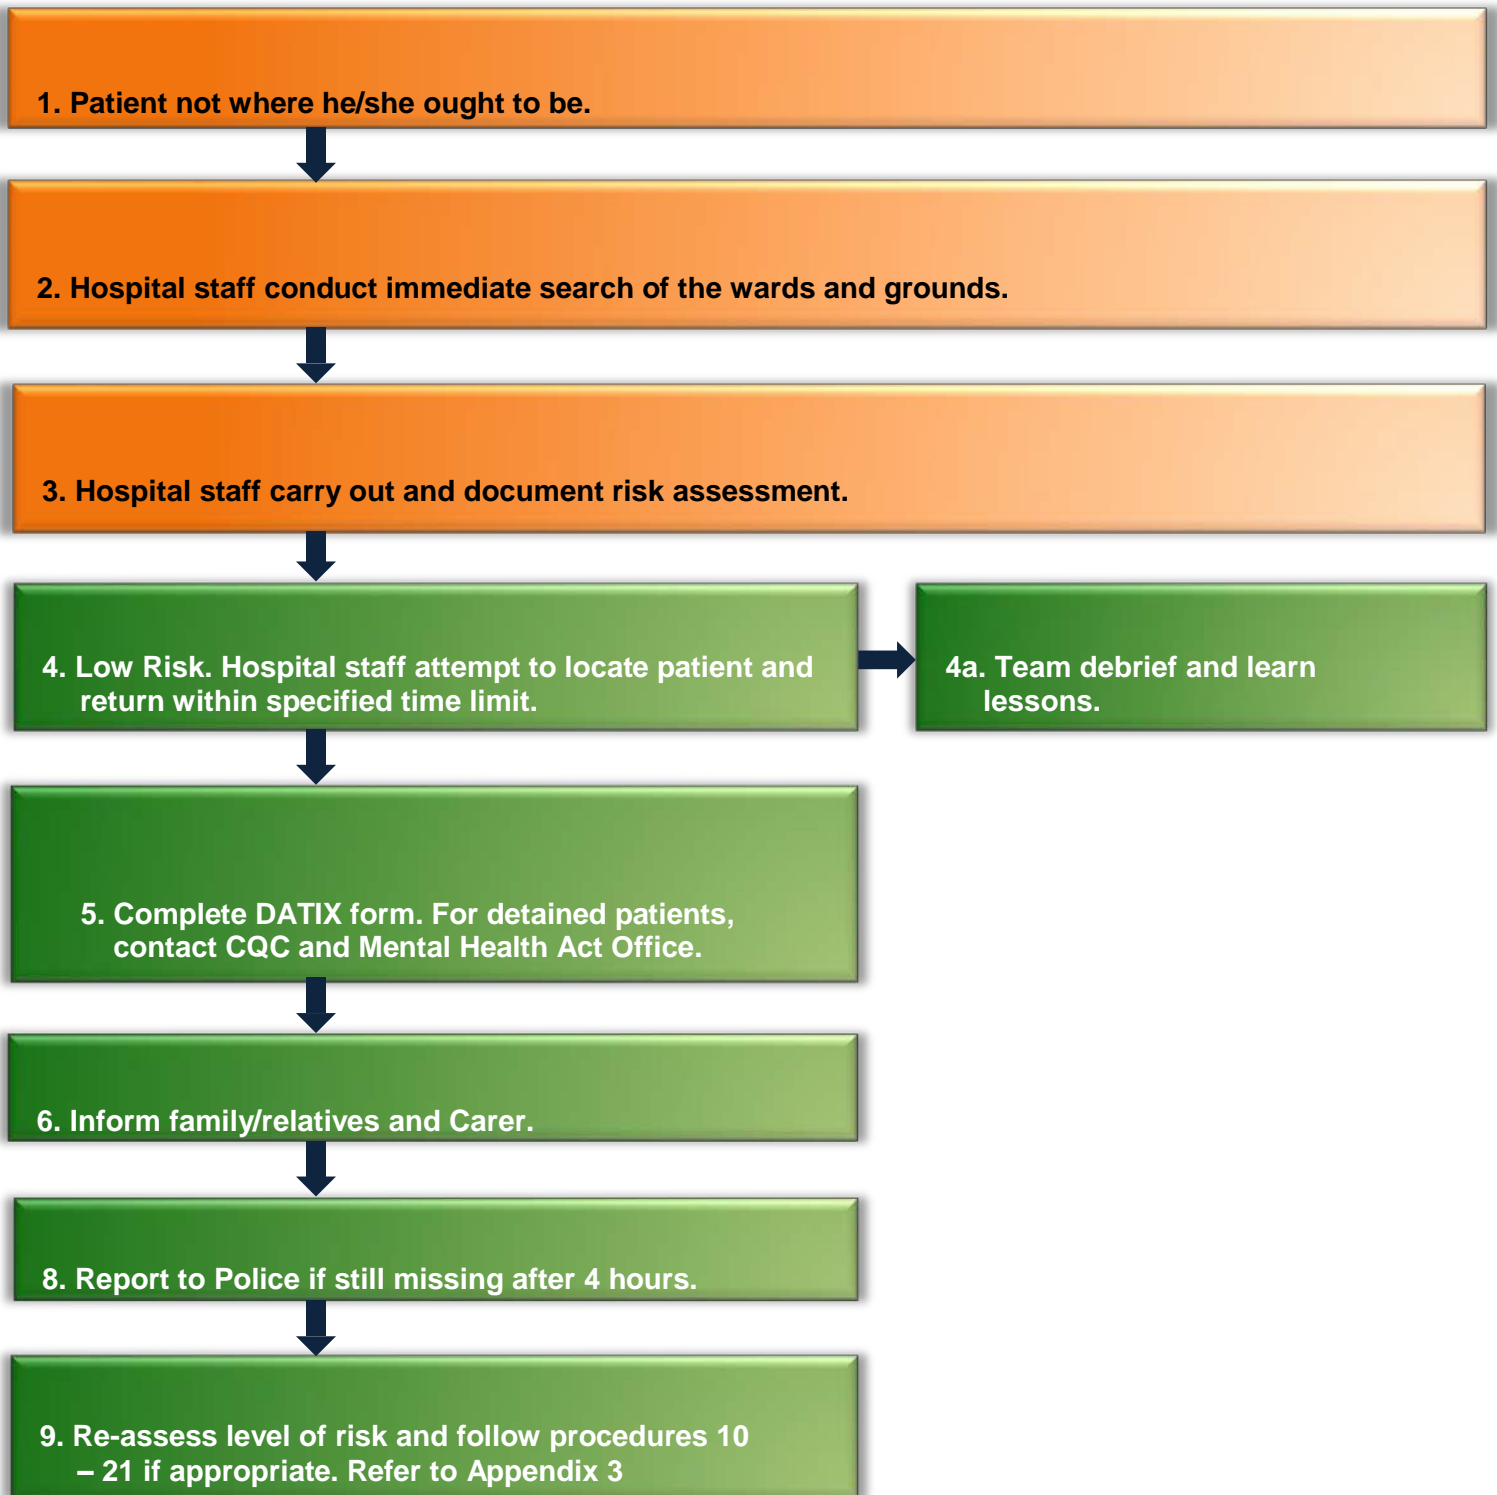 1. Patient not where he/she ought to be.
2. Hospital staff conduct immediate search of the wards and grounds.
3. Hospital staff carry out and document risk assessment.
4. Low Risk. Hospital staff attempt to locate patient and
return within specified time limit.
4a. Team debrief and learn
lessons.
5. Complete DATIX form. For detained patients,
contact CQC and Mental Health Act Office.
6. Inform family/relatives and Carer.
8. Report to Police if still missing after 4 hours.
9. Re-assess level of risk and follow procedures 10
– 21 if appropriate. Refer to Appendix 3